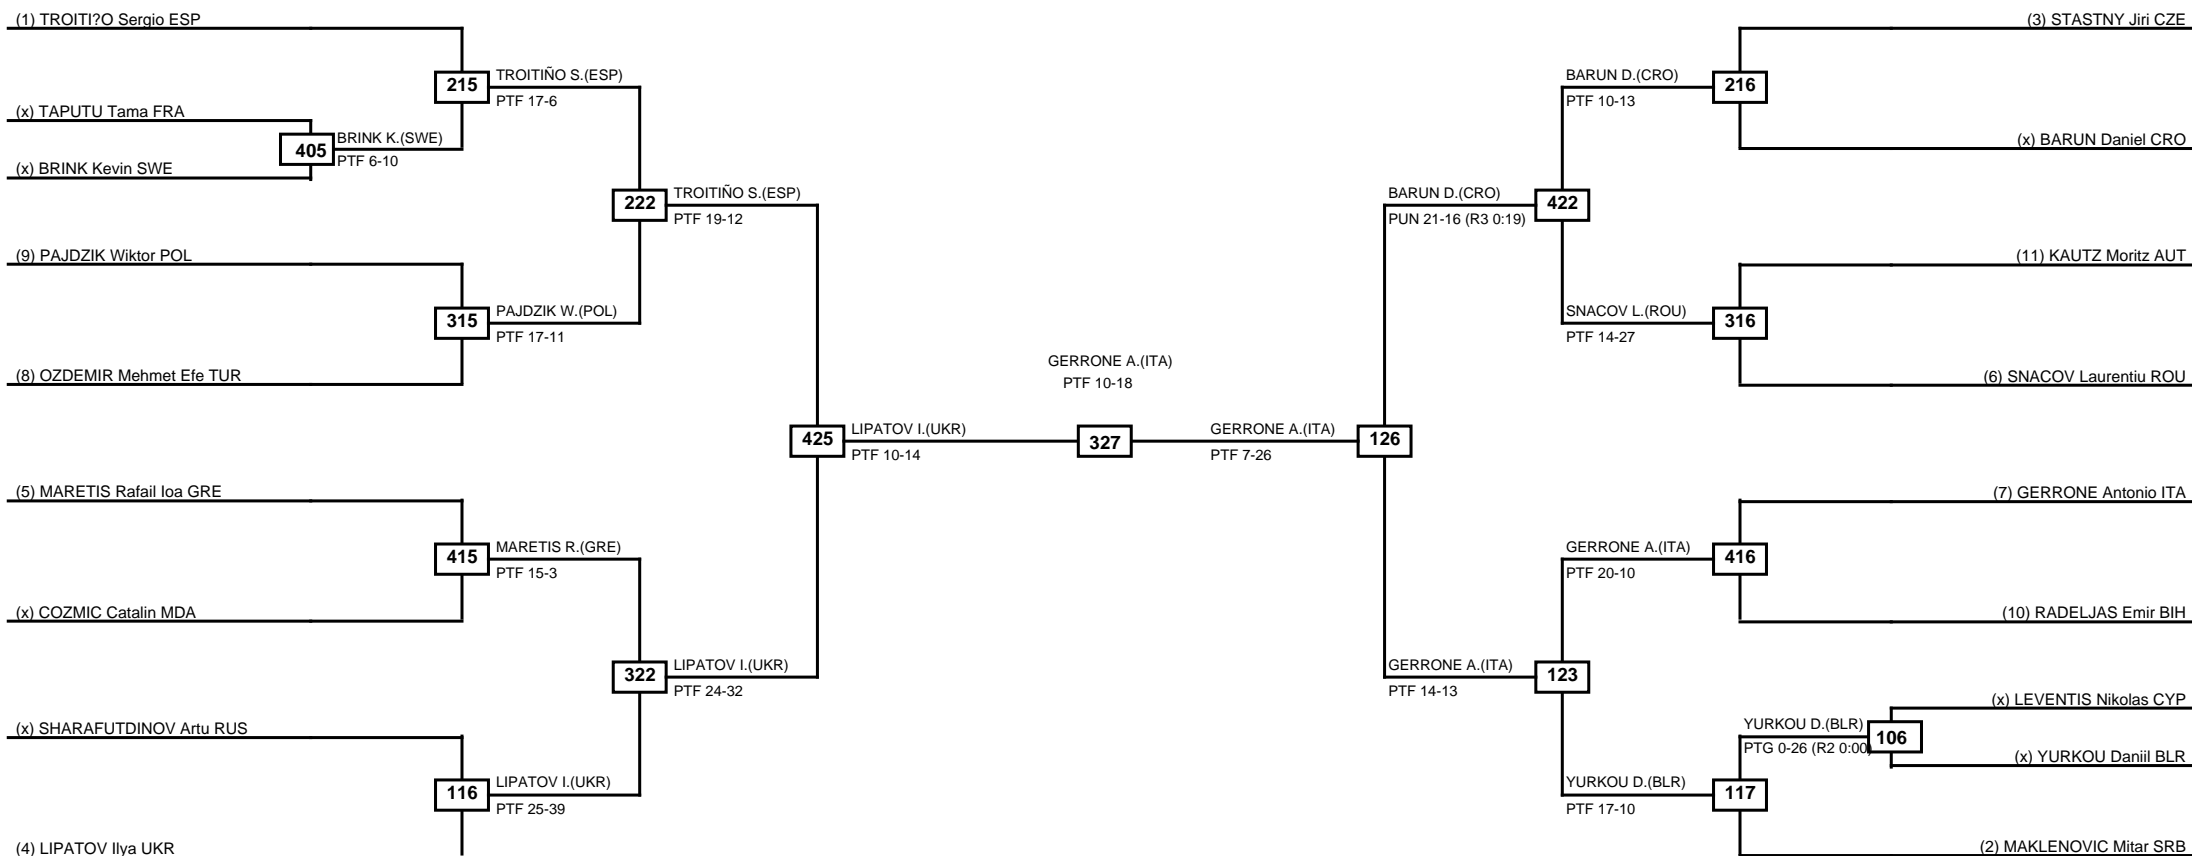 (1) TROITI?O Sergio ESP
(3) STASTNY Jiri CZE
215
TROITIÑO S.(ESP)
PTF 17-6
BARUN D.(CRO)
PTF 10-13
216
(x) TAPUTU Tama FRA
405
BRINK K.(SWE)
PTF 6-10
(x) BRINK Kevin SWE
(x) BARUN Daniel CRO
222
TROITIÑO S.(ESP)
PTF 19-12
BARUN D.(CRO)
PUN 21-16 (R3 0:19)
422
(9) PAJDZIK Wiktor POL
(11) KAUTZ Moritz AUT
315
PAJDZIK W.(POL)
PTF 17-11
SNACOV L.(ROU)
PTF 14-27
316
(8) OZDEMIR Mehmet Efe TUR
(6) SNACOV Laurentiu ROU
GERRONE A.(ITA)
PTF 10-18
425
LIPATOV I.(UKR)
PTF 10-14
327
GERRONE A.(ITA)
PTF 7-26
126
(5) MARETIS Rafail Ioa GRE
(7) GERRONE Antonio ITA
415
MARETIS R.(GRE)
PTF 15-3
GERRONE A.(ITA)
PTF 20-10
416
(x) COZMIC Catalin MDA
(10) RADELJAS Emir BIH
322
LIPATOV I.(UKR)
PTF 24-32
GERRONE A.(ITA)
PTF 14-13
123
(x) LEVENTIS Nikolas CYP
(x) SHARAFUTDINOV Artu RUS
YURKOU D.(BLR)
PTG 0-26 (R2 0:00)
106
(x) YURKOU Daniil BLR
116
LIPATOV I.(UKR)
PTF 25-39
YURKOU D.(BLR)
PTF 17-10
117
(4) LIPATOV Ilya UKR
(2) MAKLENOVIC Mitar SRB